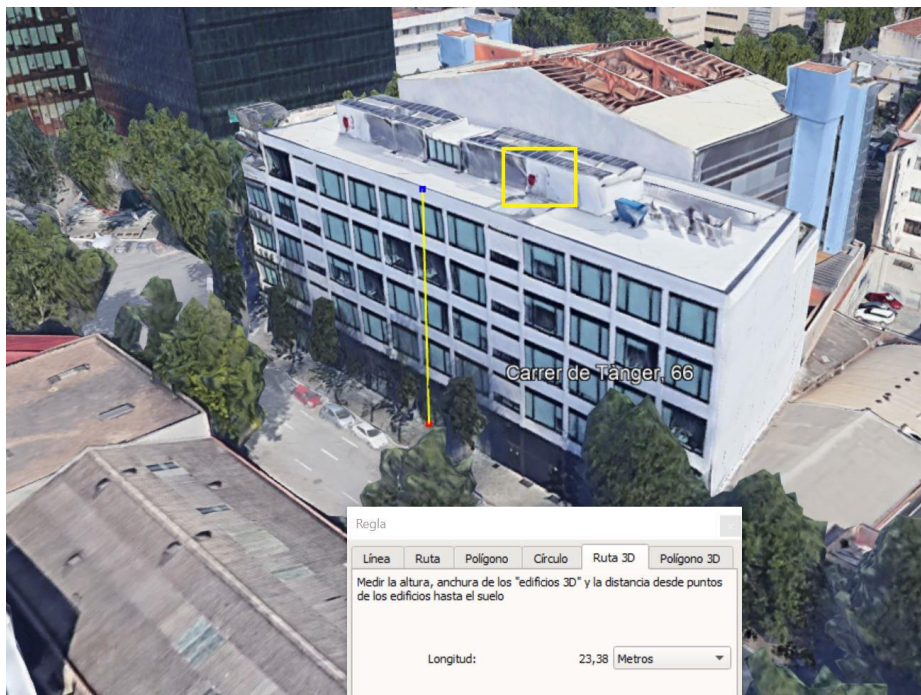 Carrer de Tànger, 66
Regla
Línea Ruta Polígono Círculo Ruta 3D Polígono 3D
Medir la altura, anchura de los "edificios 3D" y la distancia desde puntos
de los edificios hasta el suelo
Longitud: 23,38 Metros